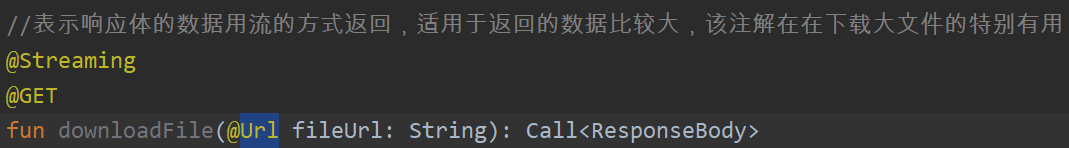 //表示响应体的数据用流的方式返回，适用于返回的数据比较大，该注解在在下载大文件的特别有用
@Streaming
@GET
fun downloadFile(@Url fileUrl: String): Call<ResponseBody>